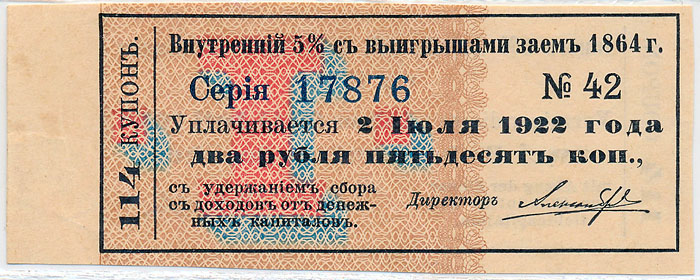 114 КУПОНЪ.
Внутренній 5% съ выигрышами заемъ 1864 г.
Серія 17876 № 42
Уплачивается 2 Іюля 1922 года
два рубля пятьдесятъ коп.,
съ удержаніемъ сбора
съ доходовъ отъ денеж-
ныхъ капиталовъ.
Директоръ